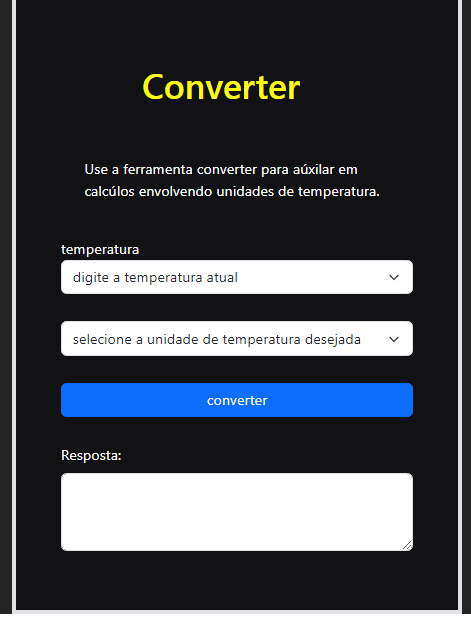 Converter
Use a ferramenta converter para aúxilar em
calcúlos envolvendo unidades de temperatura.
temperatura
digite a temperatura atual
selecione a unidade de temperatura desejada
converter
Resposta: